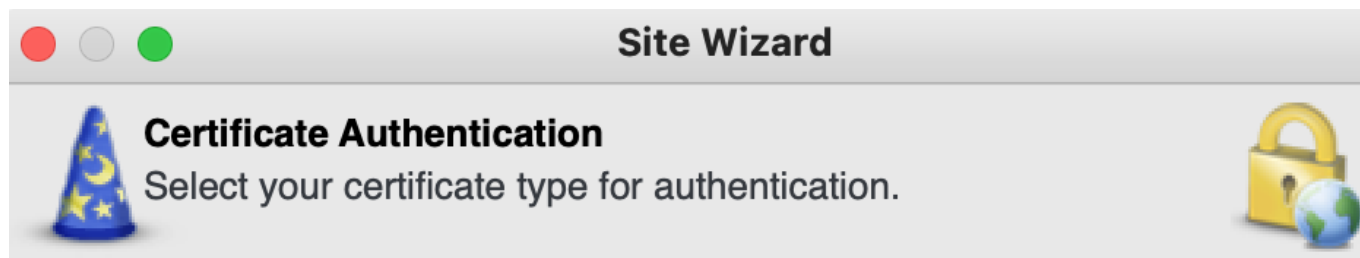 Site Wizard
Certificate Authentication
Select your certificate type for authentication.